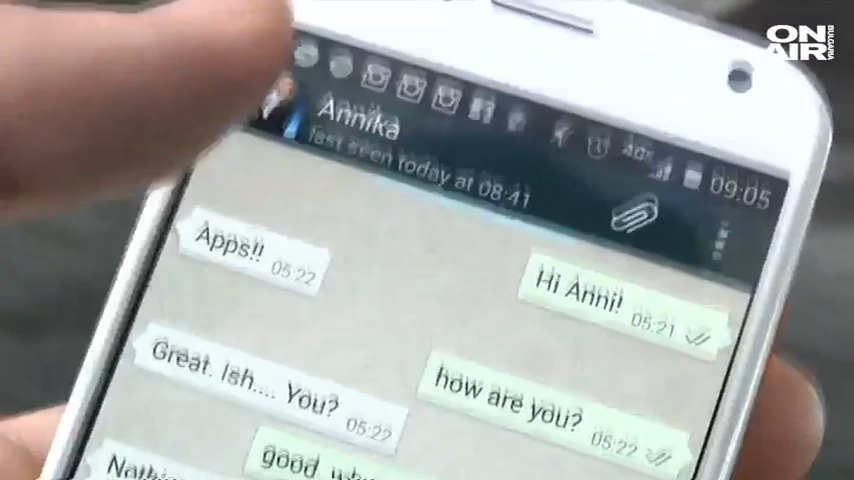 ON
AIR
BULGARIA
Annika
last seen today at 08:41
4G
09:05
Hi Anni!
05:21
Apps!!
05:22
how are you?
05:22
Great. Ish.... You?
05:22
good